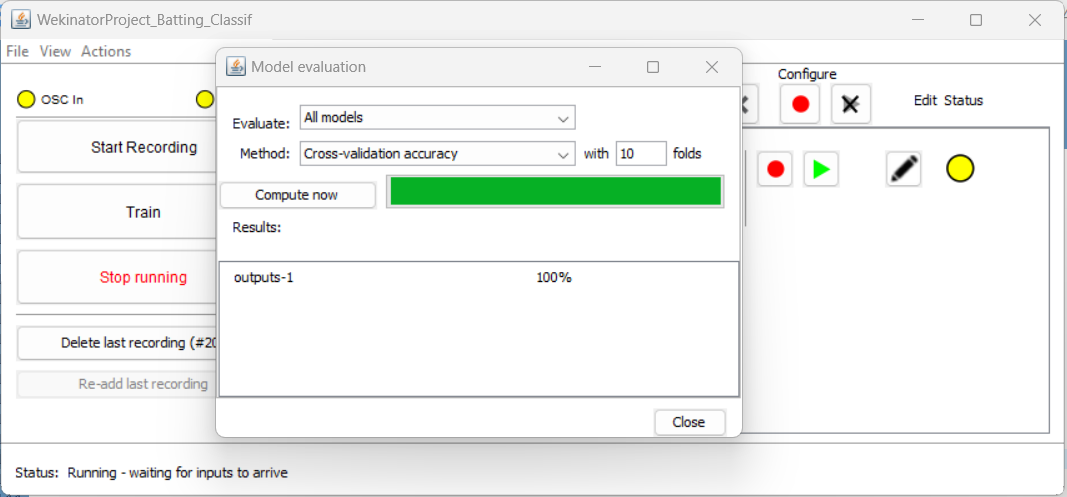 WekinatorProject_Batting_Classif
File View Actions
Model evaluation
Configure
OSC In
Edit Status
Evaluate: All models
Method: Cross-validation accuracy with 10 folds
Start Recording
Compute now
Train
Results:
Stop running
outputs-1 100%
Delete last recording (#20
Re-add last recording
Close
Status: Running - waiting for inputs to arrive